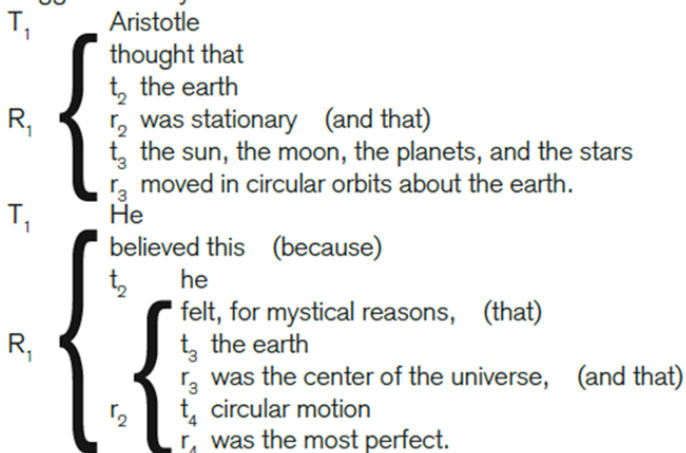 T₁ Aristotle
thought that
t₂ the earth
R₁ r₂ was stationary (and that)
t₃ the sun, the moon, the planets, and the stars
r₃ moved in circular orbits about the earth.
T₁ He
believed this (because)
t₂ he
felt, for mystical reasons, (that)
R₁ t₃ the earth
r₃ was the center of the universe, (and that)
r₂ t₄ circular motion
r₄ was the most perfect.